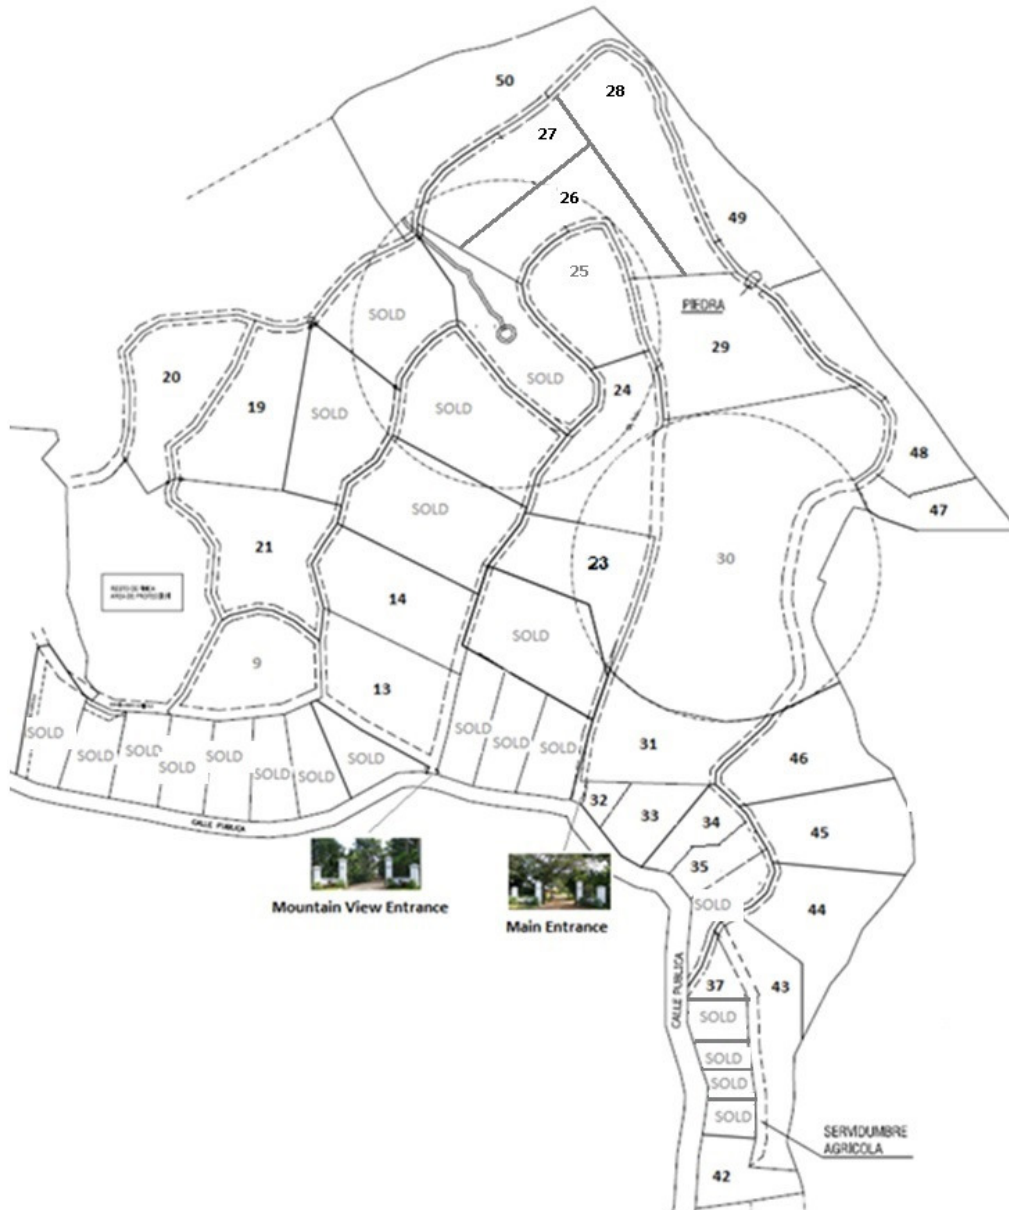 50
28
27
26
49
25
SOLD
PIEDRA
29
20
SOLD
24
19
SOLD
SOLD
48
SOLD
47
21
23
30
14
SOLD
9
13
SOLD
SOLD
SOLD
SOLD
SOLD
SOLD
SOLD
SOLD
SOLD
SOLD
SOLD
31
46
32
33
34
45
CALLE PUBLICA
35
Mountain View Entrance
Main Entrance
SOLD
44
CALLE PUBLICA
37
43
SOLD
SOLD
SOLD
SOLD
SERVIDUMBRE
AGRICOLA
42